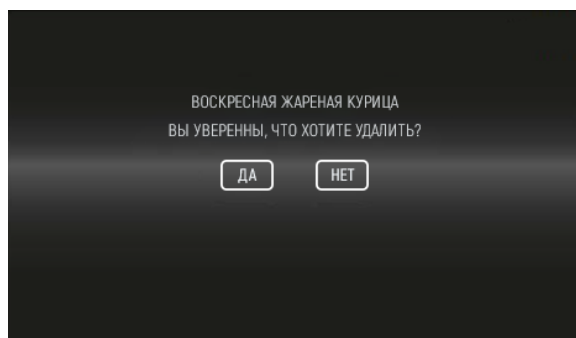 ВОСКРЕСНАЯ ЖАРЕНАЯ КУРИЦА
ВЫ УВЕРЕННЫ, ЧТО ХОТИТЕ УДАЛИТЬ?
ДА НЕТ